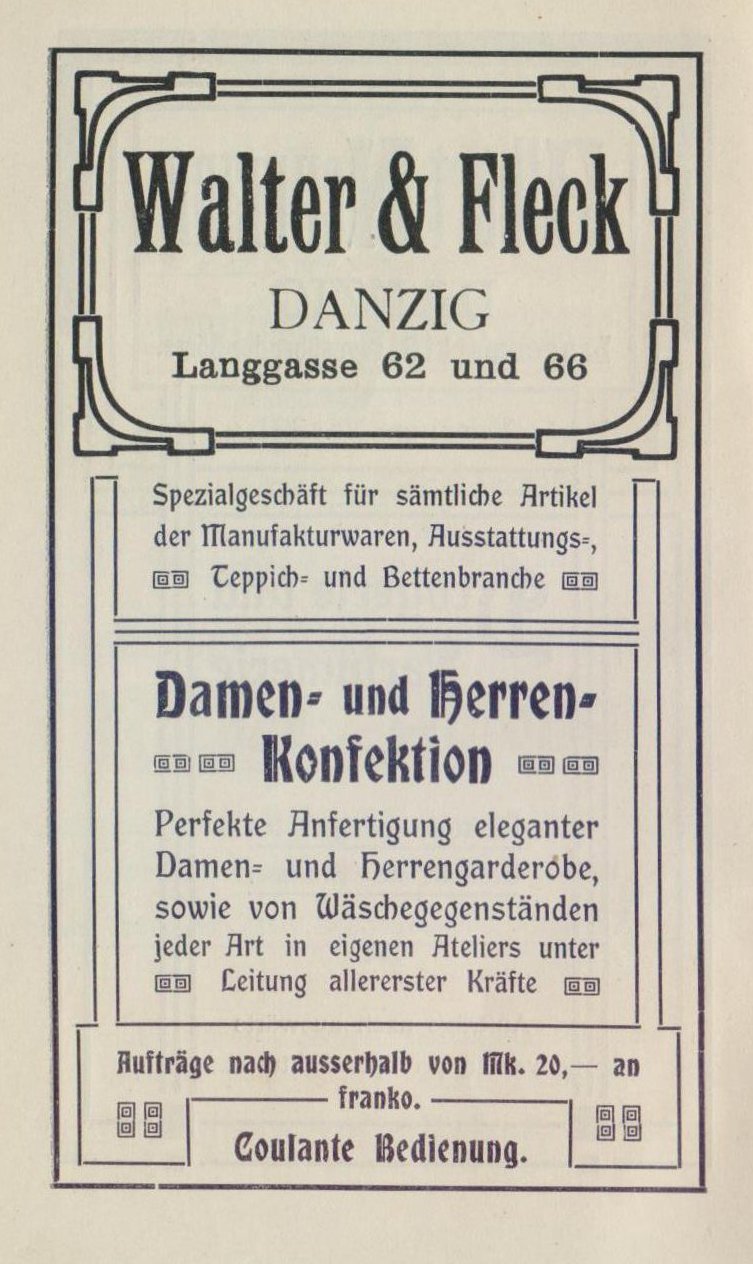 Walter & Fleck
DANZIG
Langgasse 62 und 66
Spezialgeschäft für sämtliche Artikel
der Manufakturwaren, Ausstattungs-,
Teppich- und Bettenbranche
Damen- und Herren-
Konfektion
Perfekte Anfertigung eleganter
Damen- und Herrengarderobe,
sowie von Wäschegegenständen
jeder Art in eigenen Ateliers unter
Leitung allererster Kräfte
Aufträge nach ausserhalb von Mk. 20,— an
franko.
Coulante Bedienung.